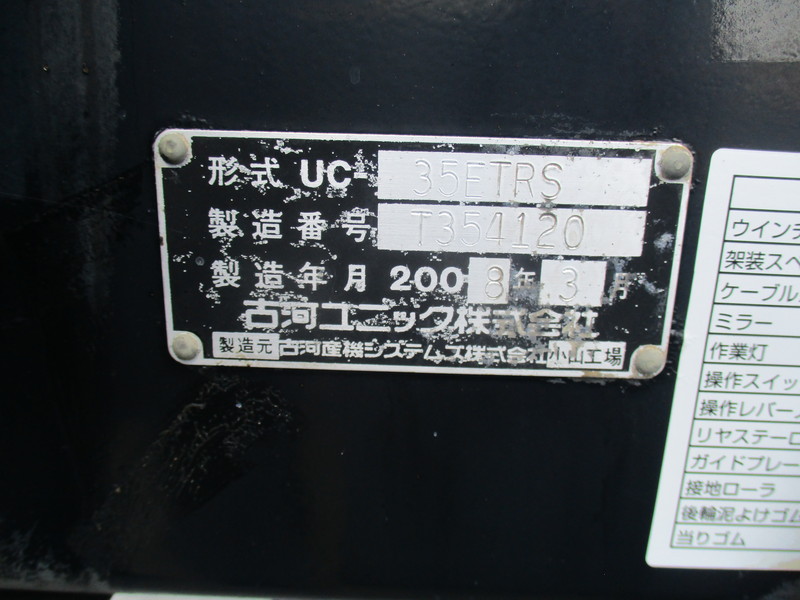 形式 UC-35ETRS
製造番号 T354120
製造年月 2008年3月
古河ユニック株式会社
製造元 古河産機システムズ株式会社 小山工場
ウインチ
架装スペ
ケーブル
ミラー
作業灯
操作スイッ
操作レバー
リヤステーロ
ガイドプレー
接地ローラ
後輪泥よけゴム
当りゴム